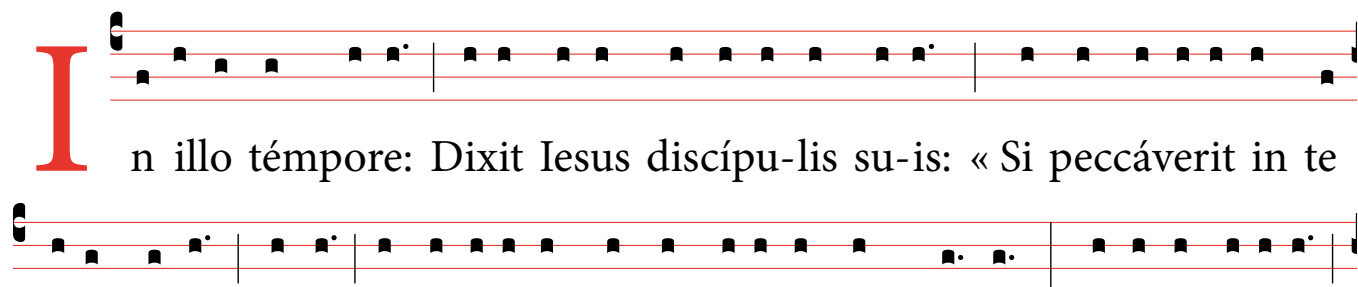 In illo témpore: Dixit Iesus discípu-lis su-is: « Si peccáverit in te